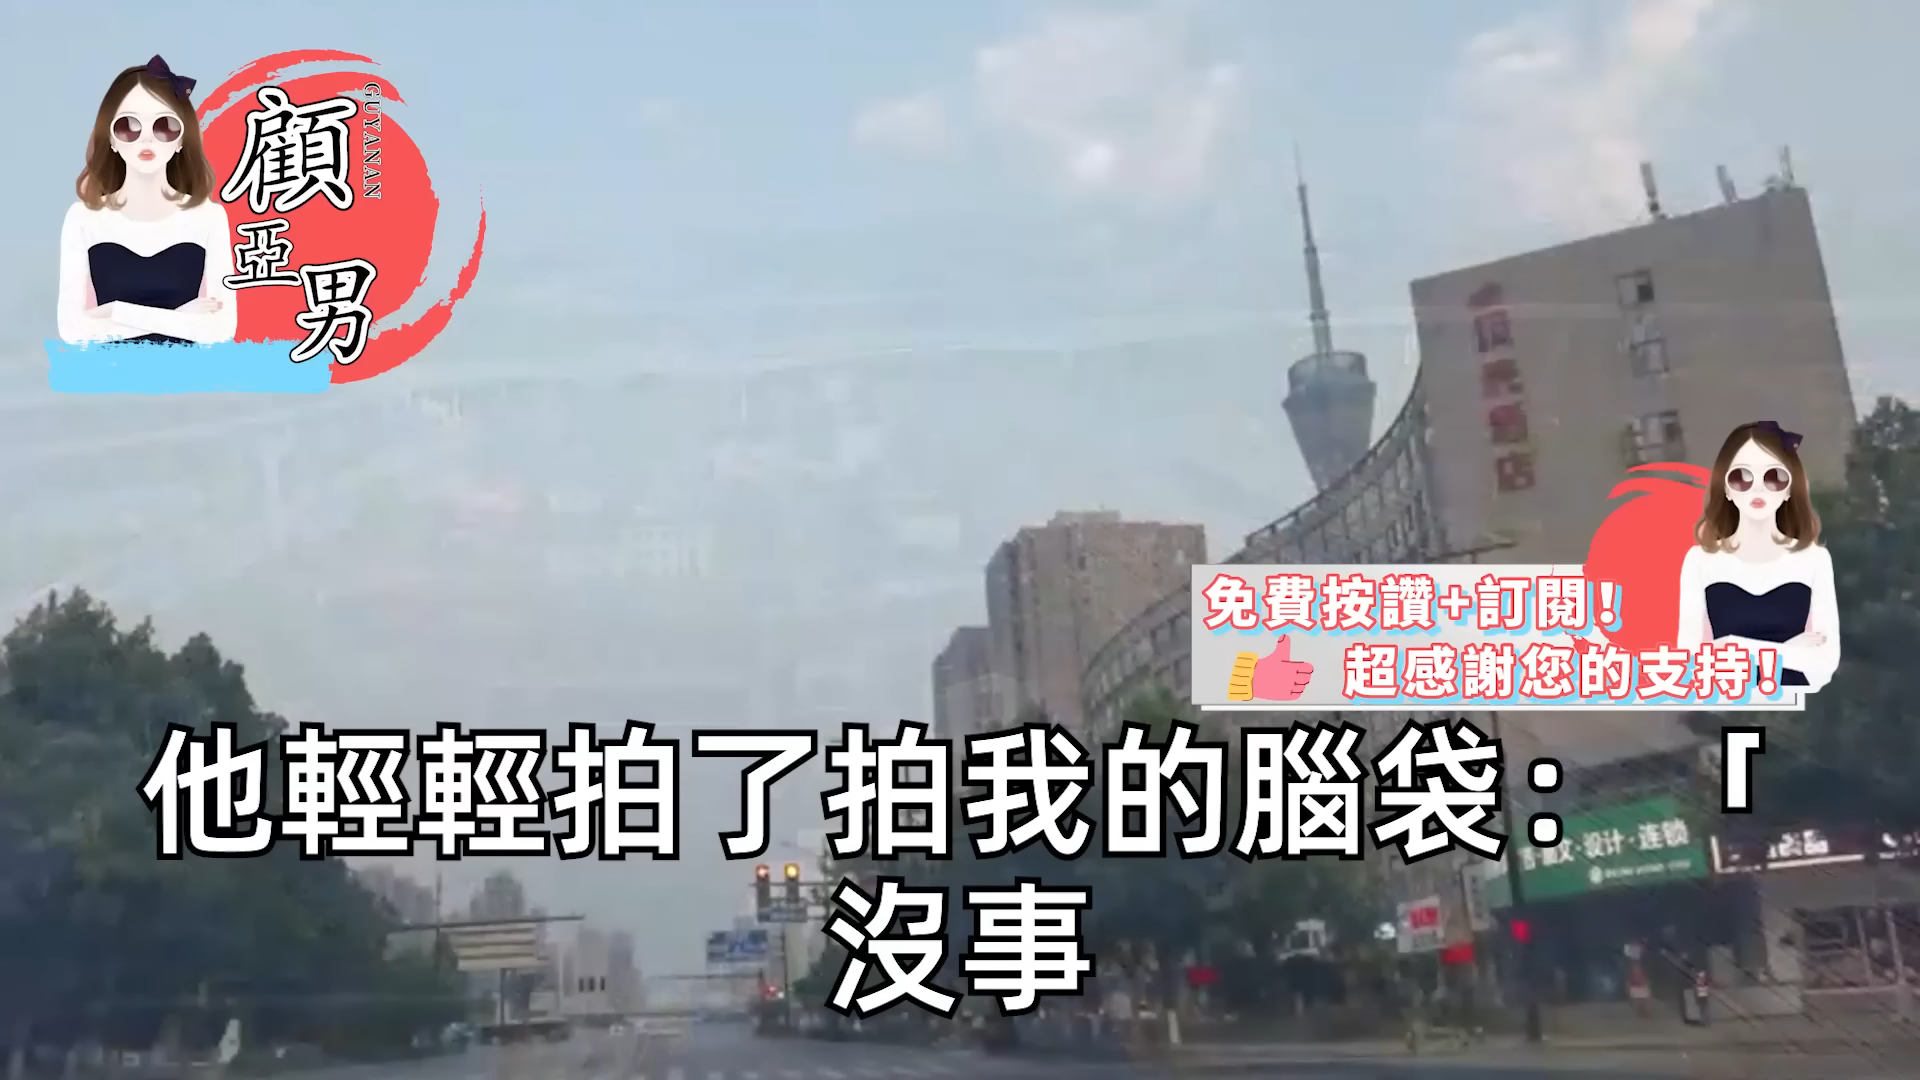 顧亞男
GUYANAN
免費按讚+訂閱!
超感謝您的支持!
他輕輕拍了拍我的腦袋：「
沒事
设计·连锁
店